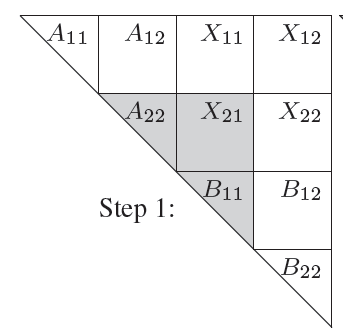 A₁₁ A₁₂ X₁₁ X₁₂
A₂₂ X₂₁ X₂₂
B₁₁ B₁₂
Step 1:
B₂₂